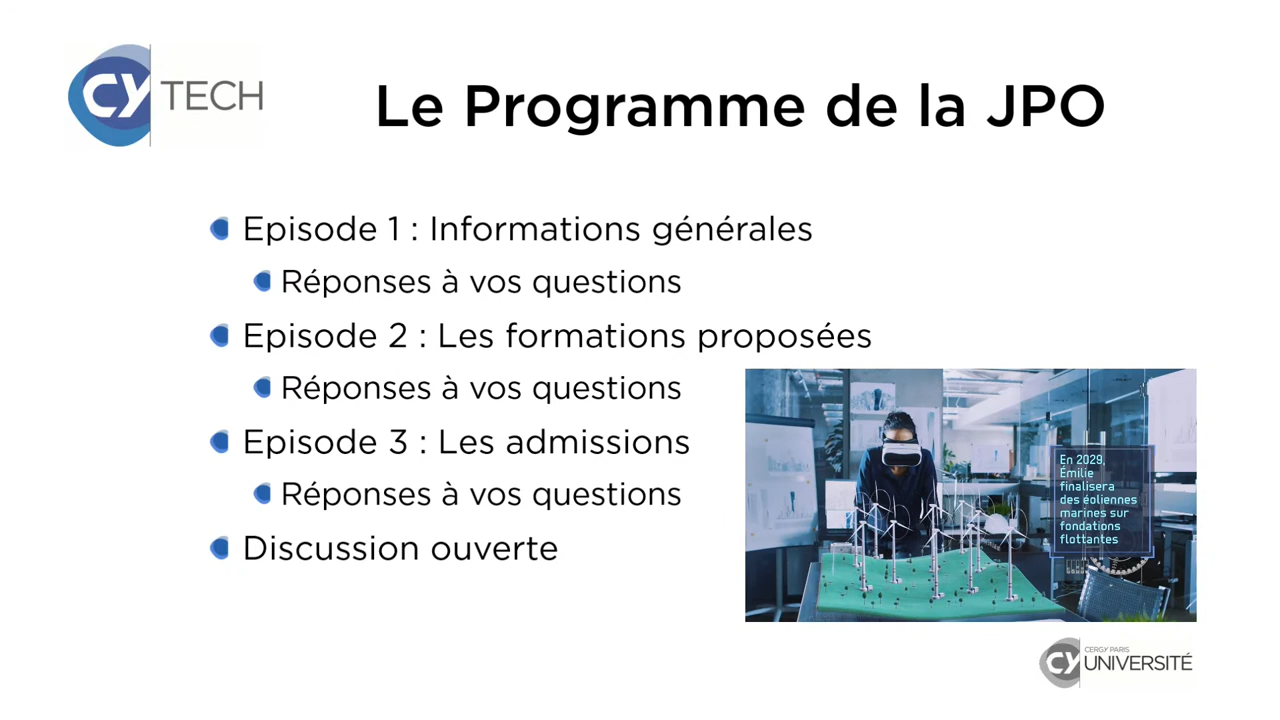 CY TECH
Le Programme de la JPO
Episode 1 : Informations générales
Réponses à vos questions
Episode 2 : Les formations proposées
Réponses à vos questions
Episode 3 : Les admissions
Réponses à vos questions
Discussion ouverte
En 2029,
Émilie
finalisera
des éoliennes
marines sur
fondations
flottantes
CERGY PARIS
CY UNIVERSITÉ